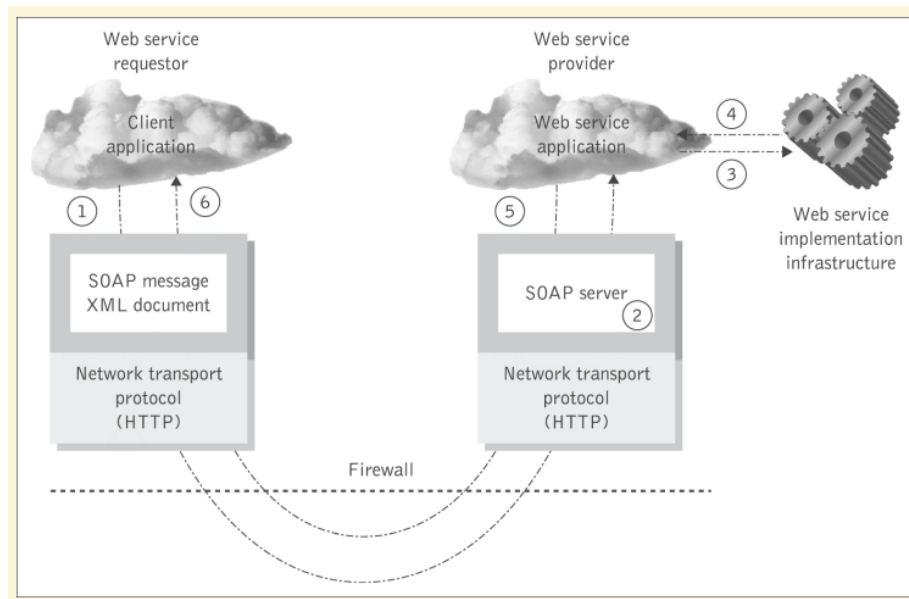 Web service
requestor
Client
application
1
6
SOAP message
XML document
Network transport
protocol
(HTTP)
Web service
provider
Web service
application
4
3
5
Web service
implementation
infrastructure
SOAP server
2
Network transport
protocol
(HTTP)
Firewall